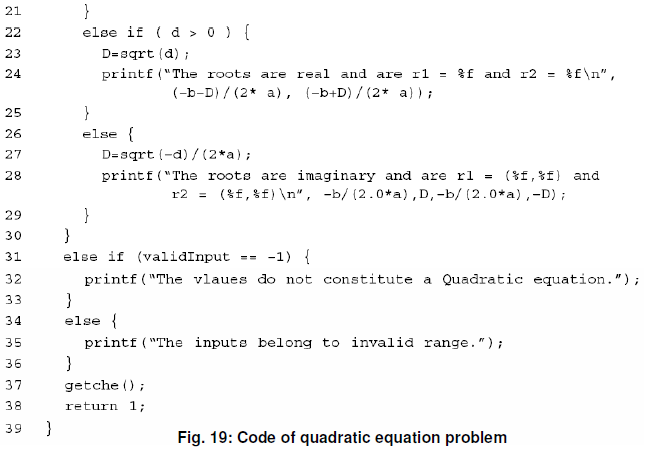 21 }
22 else if ( d > 0 ) {
23 D=sqrt(d);
24 printf("The roots are real and are r1 = %f and r2 = %f\n",
(-b-D)/(2* a), (-b+D)/(2* a));
25 }
26 else {
27 D=sqrt(-d)/(2*a);
28 printf("The roots are imaginary and are r1 = (%f,%f) and
r2 = (%f,%f)\n", -b/(2.0*a),D,-b/(2.0*a),-D);
29 }
30 }
31 else if (validInput == -1) {
32 printf("The vlaues do not constitute a Quadratic equation.");
33 }
34 else {
35 printf("The inputs belong to invalid range.");
36 }
37 getche();
38 return 1;
39 }
Fig. 19: Code of quadratic equation problem